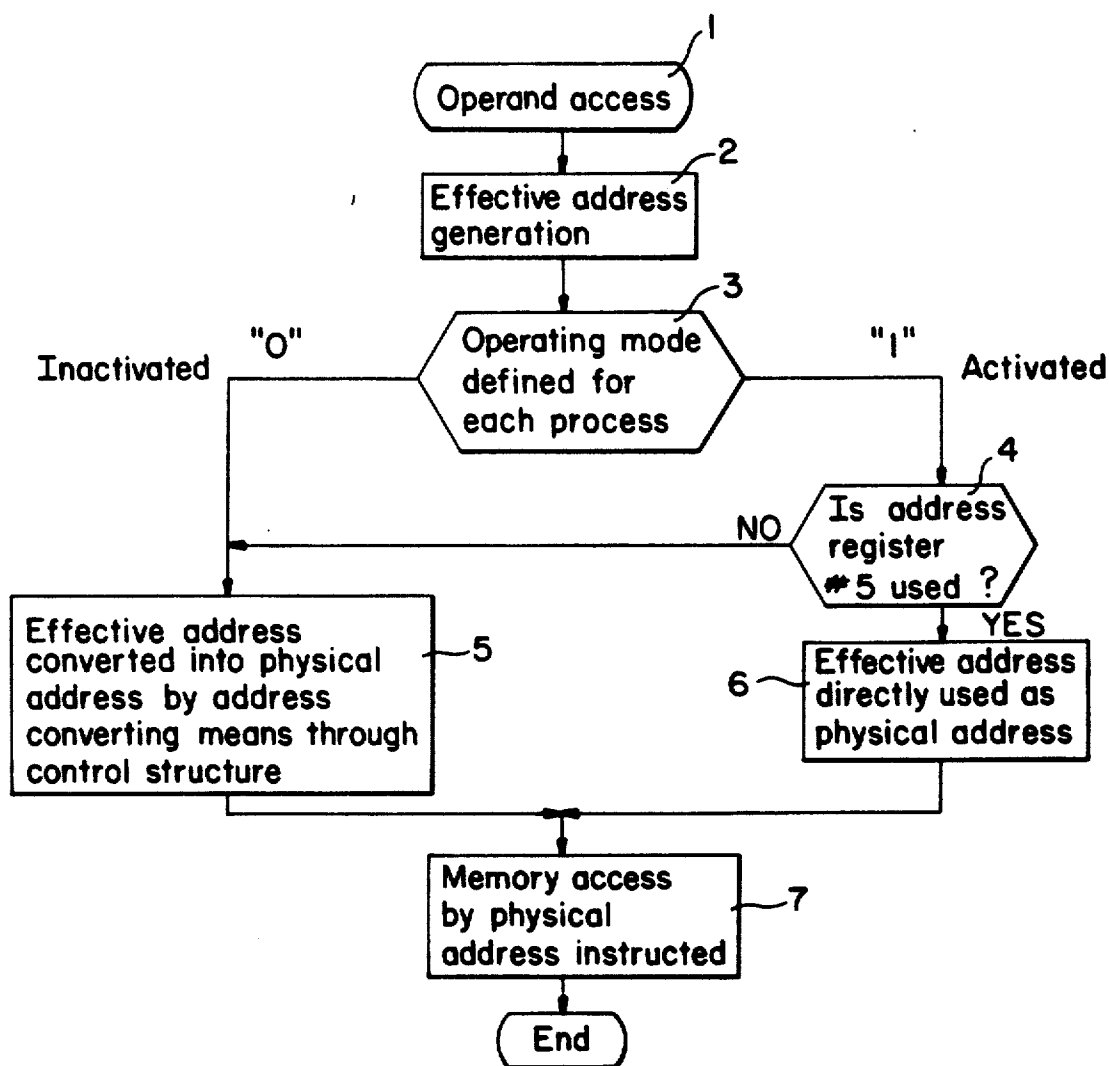 1
Operand access
2
Effective address
generation
3
Operating mode
defined for
each process
"0"
Inactivated
"1"
Activated
4
Is address
register
#5 used ?
NO
YES
5
Effective address
converted into physical
address by address
converting means through
control structure
6
Effective address
directly used as
physical address
7
Memory access
by physical
address instructed
End